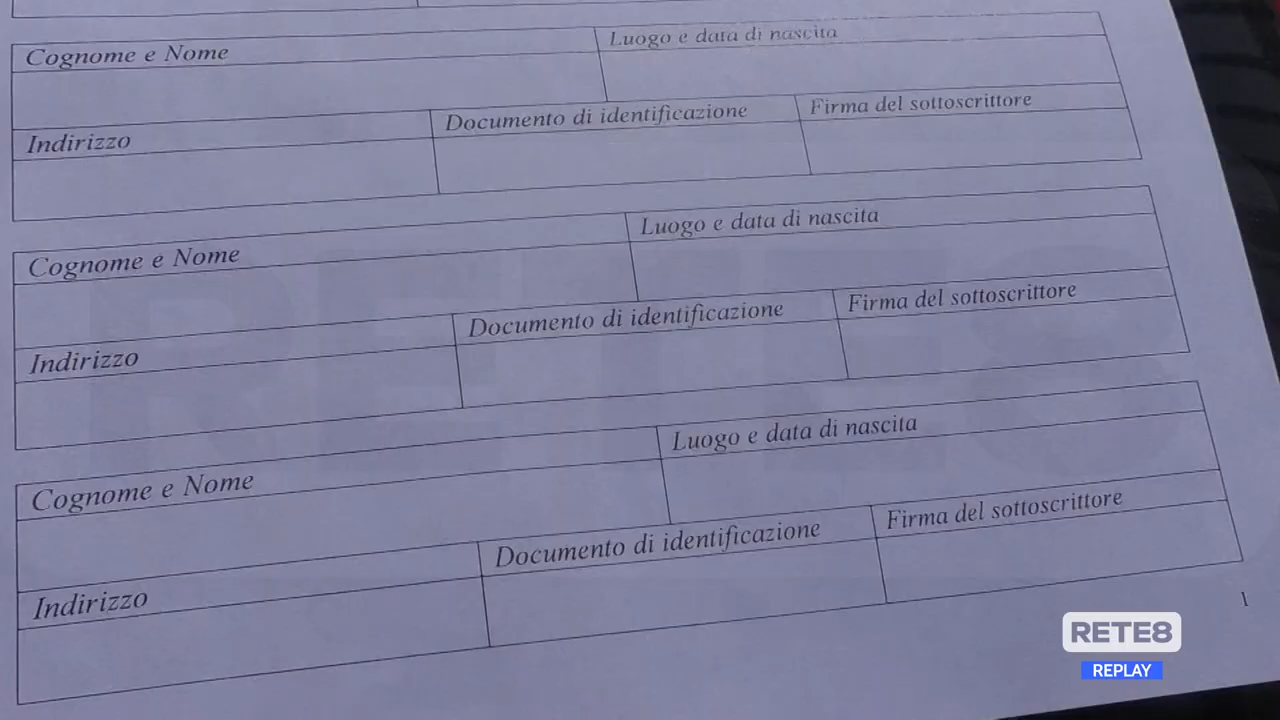 Cognome e Nome
Luogo e data di nascita
Indirizzo
Documento di identificazione
Firma del sottoscrittore
Cognome e Nome
Luogo e data di nascita
Indirizzo
Documento di identificazione
Firma del sottoscrittore
Cognome e Nome
Luogo e data di nascita
Indirizzo
Documento di identificazione
Firma del sottoscrittore
1
RETE8
REPLAY
RETE8